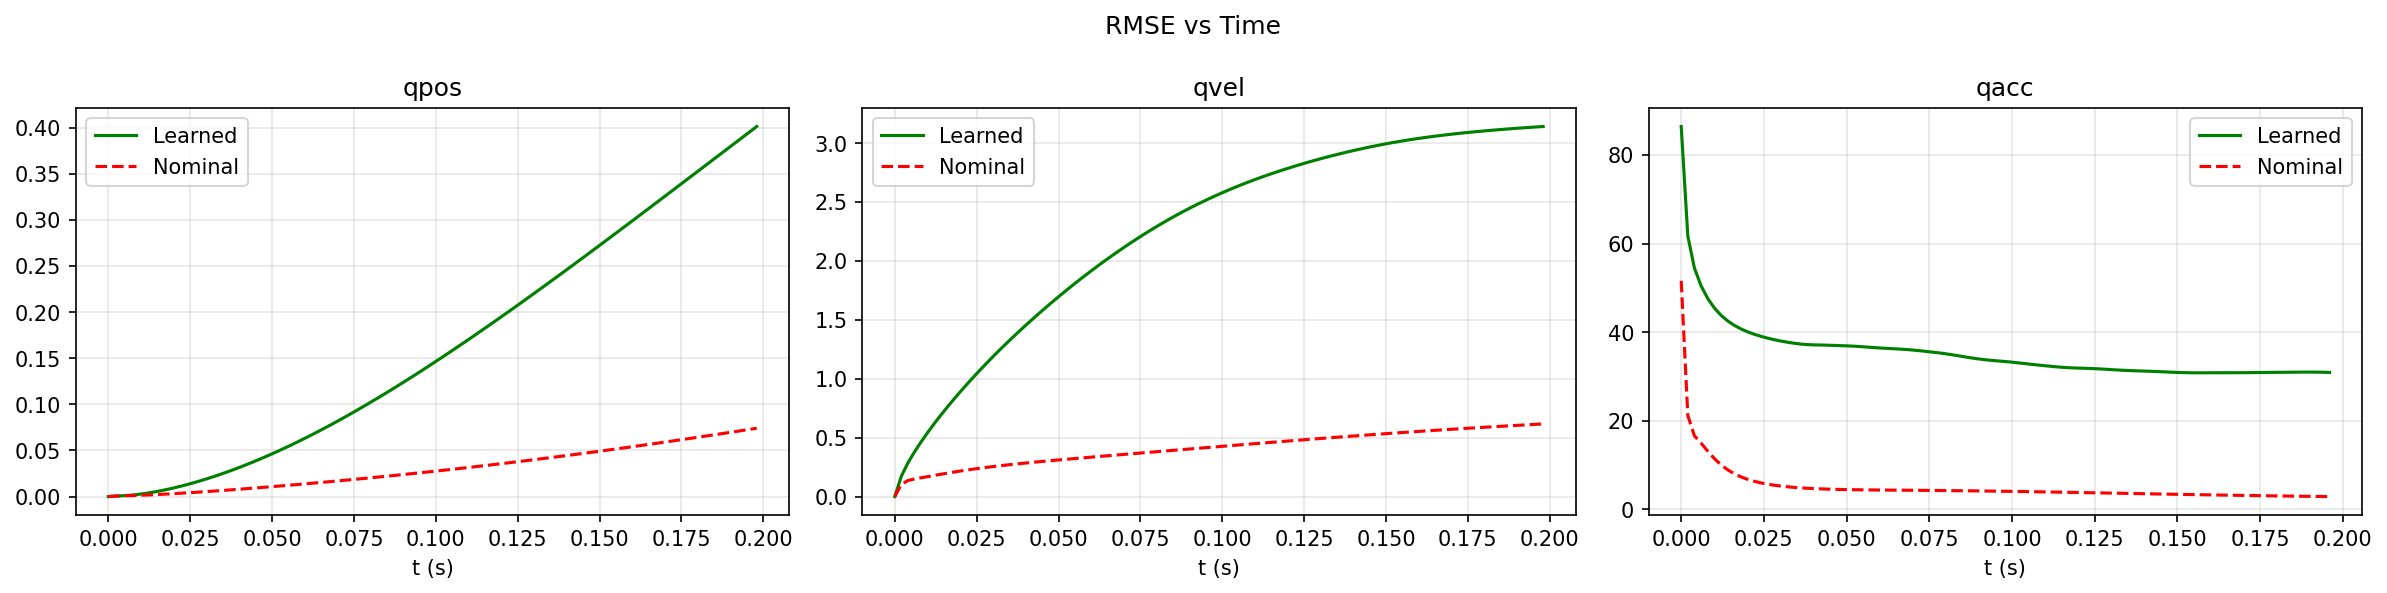 RMSE vs Time
qpos
Learned
Nominal
0.40
0.35
0.30
0.25
0.20
0.15
0.10
0.05
0.00
0.000 0.025 0.050 0.075 0.100 0.125 0.150 0.175 0.200
t (s)
qvel
Learned
Nominal
3.0
2.5
2.0
1.5
1.0
0.5
0.0
0.000 0.025 0.050 0.075 0.100 0.125 0.150 0.175 0.200
t (s)
qacc
Learned
Nominal
80
60
40
20
0
0.000 0.025 0.050 0.075 0.100 0.125 0.150 0.175 0.200
t (s)